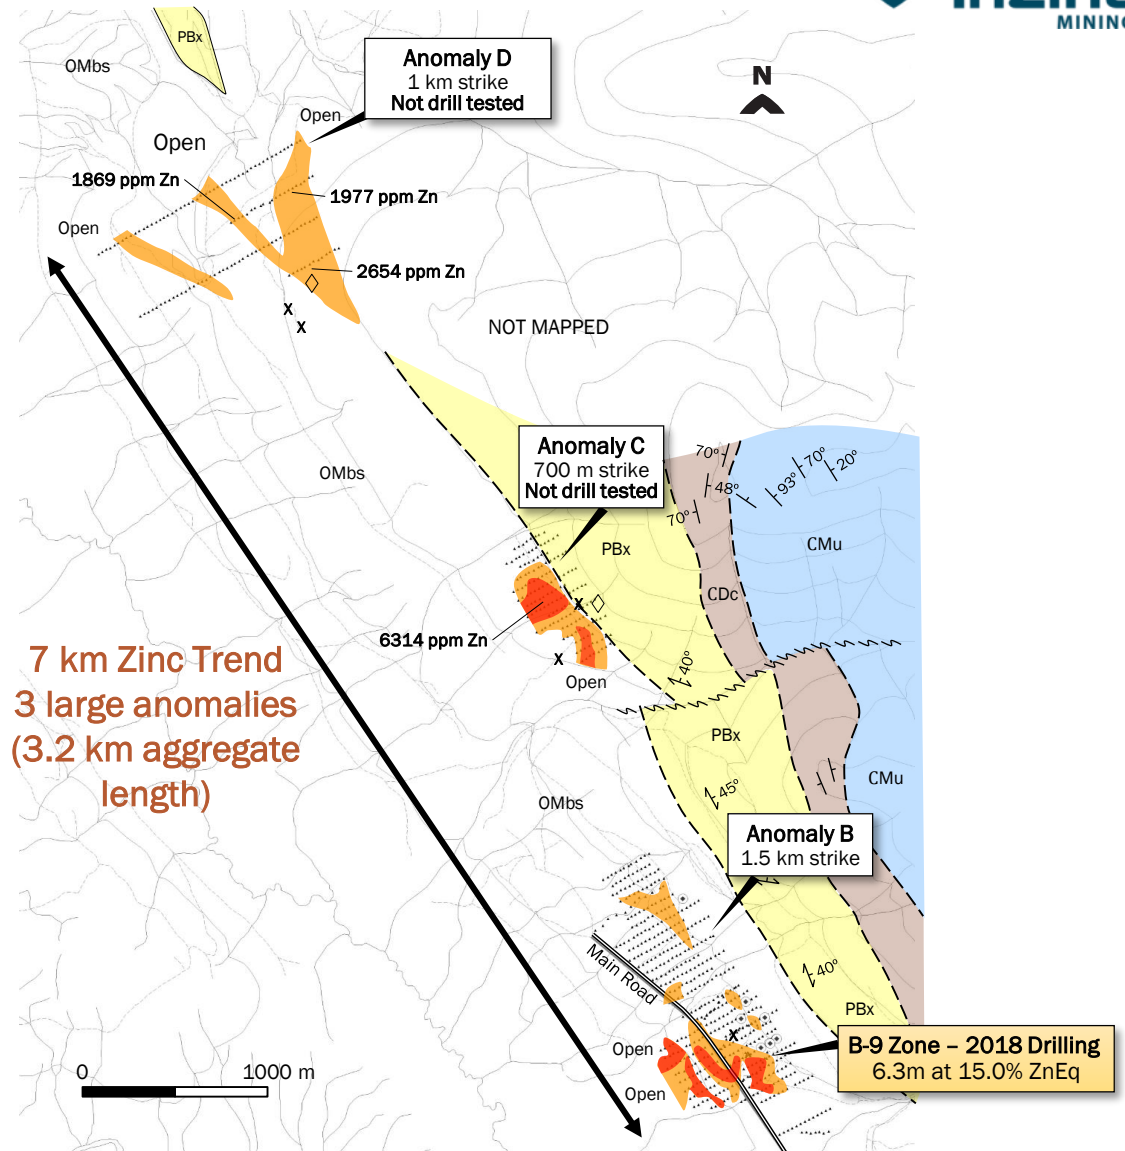 MINING
PBx
OMbs
Anomaly D
1 km strike
Not drill tested
N
Open
Open
1869 ppm Zn
1977 ppm Zn
Open
2654 ppm Zn
X
X
NOT MAPPED
Anomaly C
700 m strike
Not drill tested
70°
70°
20°
48°
93°
70°
OMbs
PBx
CMu
CDc
X
6314 ppm Zn
X
Open
40°
7 km Zinc Trend
3 large anomalies
(3.2 km aggregate
length)
PBx
CMu
45°
OMbs
Anomaly B
1.5 km strike
Main Road
40°
PBx
X
Open
B-9 Zone – 2018 Drilling
6.3m at 15.0% ZnEq
Open
0
1000 m